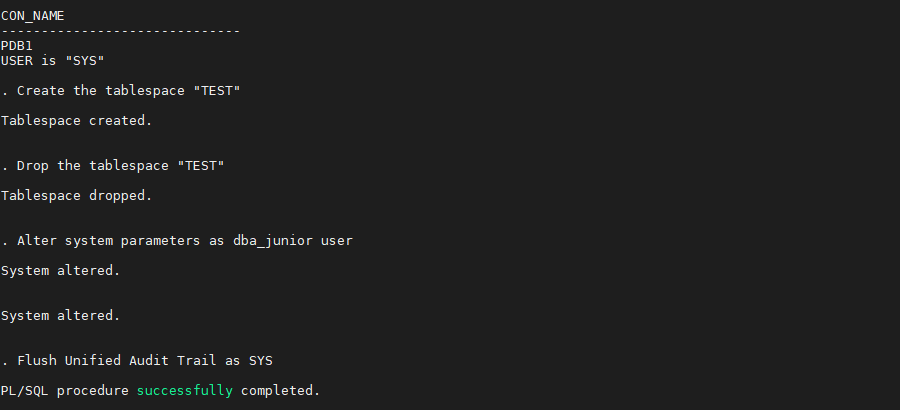 CON_NAME
------------------------------
PDB1
USER is "SYS"
. Create the tablespace "TEST"
Tablespace created.
. Drop the tablespace "TEST"
Tablespace dropped.
. Alter system parameters as dba_junior user
System altered.
System altered.
. Flush Unified Audit Trail as SYS
PL/SQL procedure successfully completed.